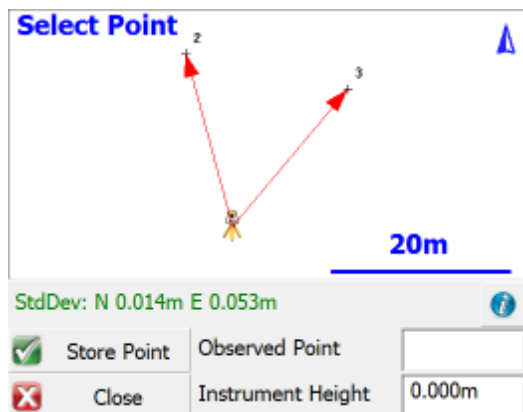 Select Point
2
3
20m
StdDev: N 0.014m E 0.053m
Store Point
Observed Point
Close
Instrument Height
0.000m